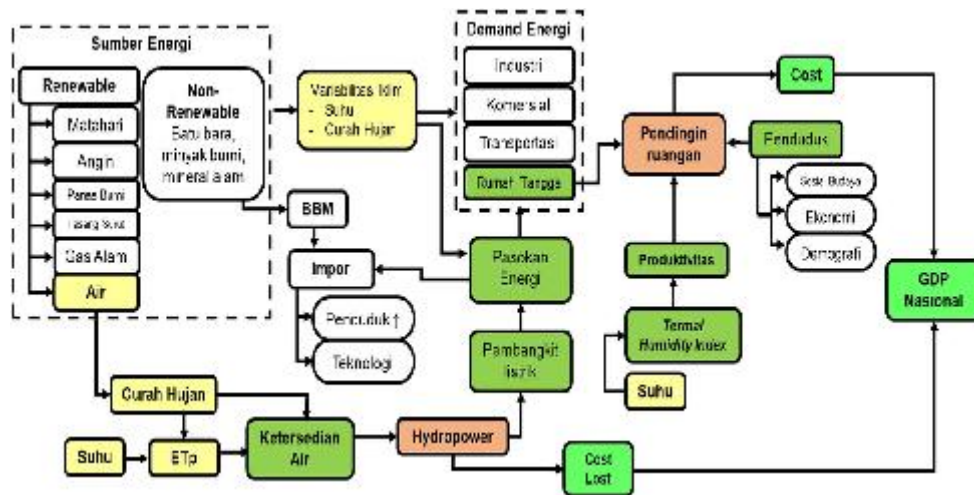 Sumber Energi
Renewable
Matahari
Angin
Panas Bumi
Pasang Surut
Gas Alam
Air
Non-
Renewable
Batu bara,
minyak bumi,
mineral alam
Variabilitas Iklim
- Suhu
- Curah Hujan
BBM
Impor
Penduduk ↑
Teknologi
Demand Energi
Industri
Komersial
Transportasi
Rumah Tangga
Pasokan
Energi
Pembangkit
listrik
Pendingin
ruangan
Produktivitas
Termal
Humidity Index
Suhu
Cost
Ekonomi
Demografi
GDP
Nasional
Curah Hujan
Suhu
ETp
Ketersedian
Air
Hydropower
Cost
Lost